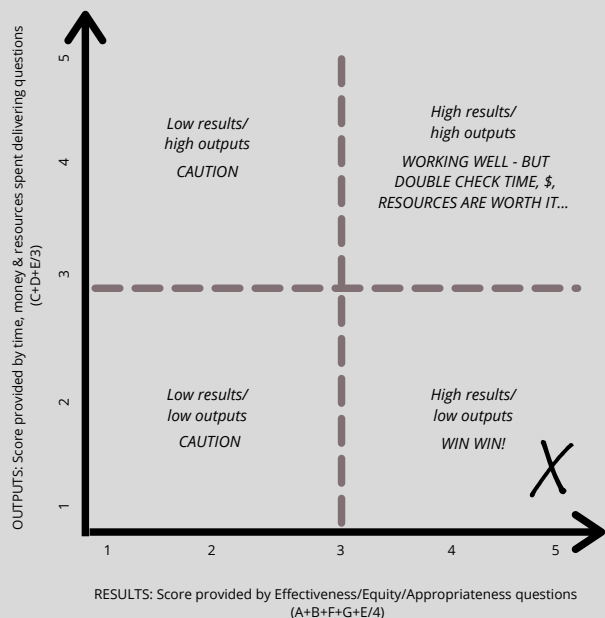 OUTPUTS: Score provided by time, money & resources spent delivering questions
(C+D+E/3)
5
4
3
2
1
Low results/
high outputs
CAUTION
High results/
high outputs
WORKING WELL - BUT
DOUBLE CHECK TIME, $,
RESOURCES ARE WORTH IT...
Low results/
low outputs
CAUTION
High results/
low outputs
WIN WIN!
X
1 2 3 4 5
RESULTS: Score provided by Effectiveness/Equity/Appropriateness questions
(A+B+F+G+E/4)